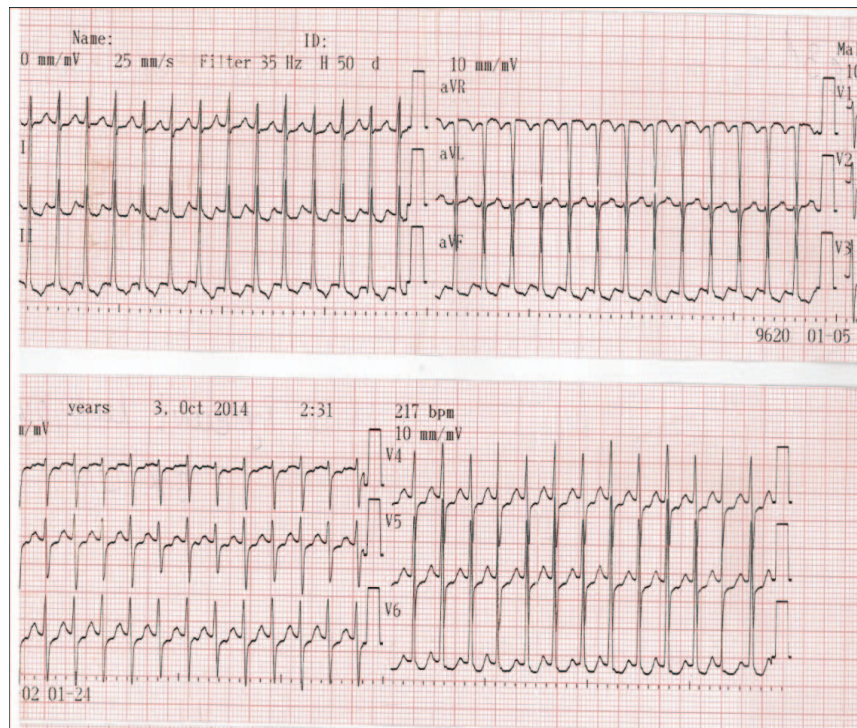 Name: ID:
0 mm/mV 25 mm/s Filter 35 Hz H 50 d 10 mm/mV
Ma
10
aVR
V1
I
aVL
V2
II
aVF
V3
9620 01-05
years 3. Oct 2014 2:31 217 bpm
m/mV 10 mm/mV
V4
V5
V6
02 01-24